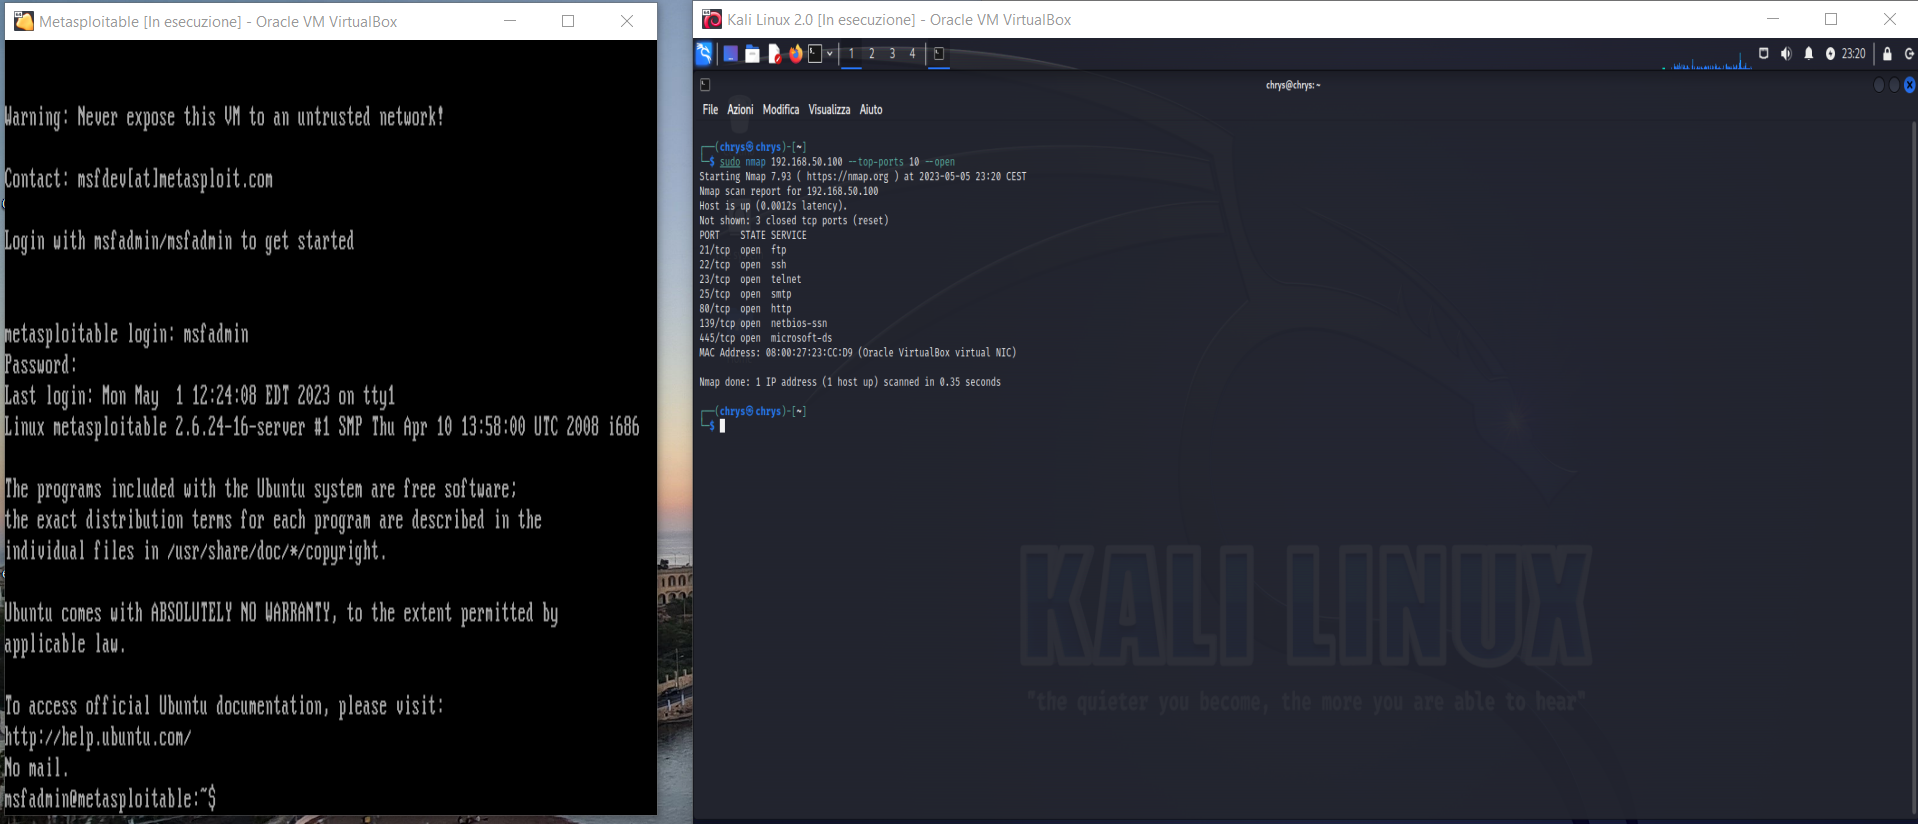 Metasploitable [In esecuzione] - Oracle VM VirtualBox
Warning: Never expose this VM to an untrusted network!
Contact: msfdev[at]metasploit.com
Login with msfadmin/msfadmin to get started
metasploitable login: msfadmin
Password:
Last login: Mon May  1 12:24:08 EDT 2023 on tty1
Linux metasploitable 2.6.24-16-server #1 SMP Thu Apr 10 13:58:00 UTC 2008 i686
The programs included with the Ubuntu system are free software;
the exact distribution terms for each program are described in the
individual files in /usr/share/doc/*/copyright.
Ubuntu comes with ABSOLUTELY NO WARRANTY, to the extent permitted by
applicable law.
To access official Ubuntu documentation, please visit:
http://help.ubuntu.com/
No mail.
msfadmin@metasploitable:~$
Kali Linux 2.0 [In esecuzione] - Oracle VM VirtualBox
1 2 3 4
23:20
chrys@chrys: ~
File Azioni Modifica Visualizza Aiuto
┌──(chrys㉿chrys)-[~]
└─$ sudo nmap 192.168.50.100 --top-ports 10 --open
Starting Nmap 7.93 ( https://nmap.org ) at 2023-05-05 23:20 CEST
Nmap scan report for 192.168.50.100
Host is up (0.0012s latency).
Not shown: 3 closed tcp ports (reset)
PORT    STATE SERVICE
21/tcp  open  ftp
22/tcp  open  ssh
23/tcp  open  telnet
25/tcp  open  smtp
80/tcp  open  http
139/tcp open  netbios-ssn
445/tcp open  microsoft-ds
MAC Address: 08:00:27:23:CC:D9 (Oracle VirtualBox virtual NIC)
Nmap done: 1 IP address (1 host up) scanned in 0.35 seconds
┌──(chrys㉿chrys)-[~]
└─$
KALI LINUX
"the quieter you become, the more you are able to hear"